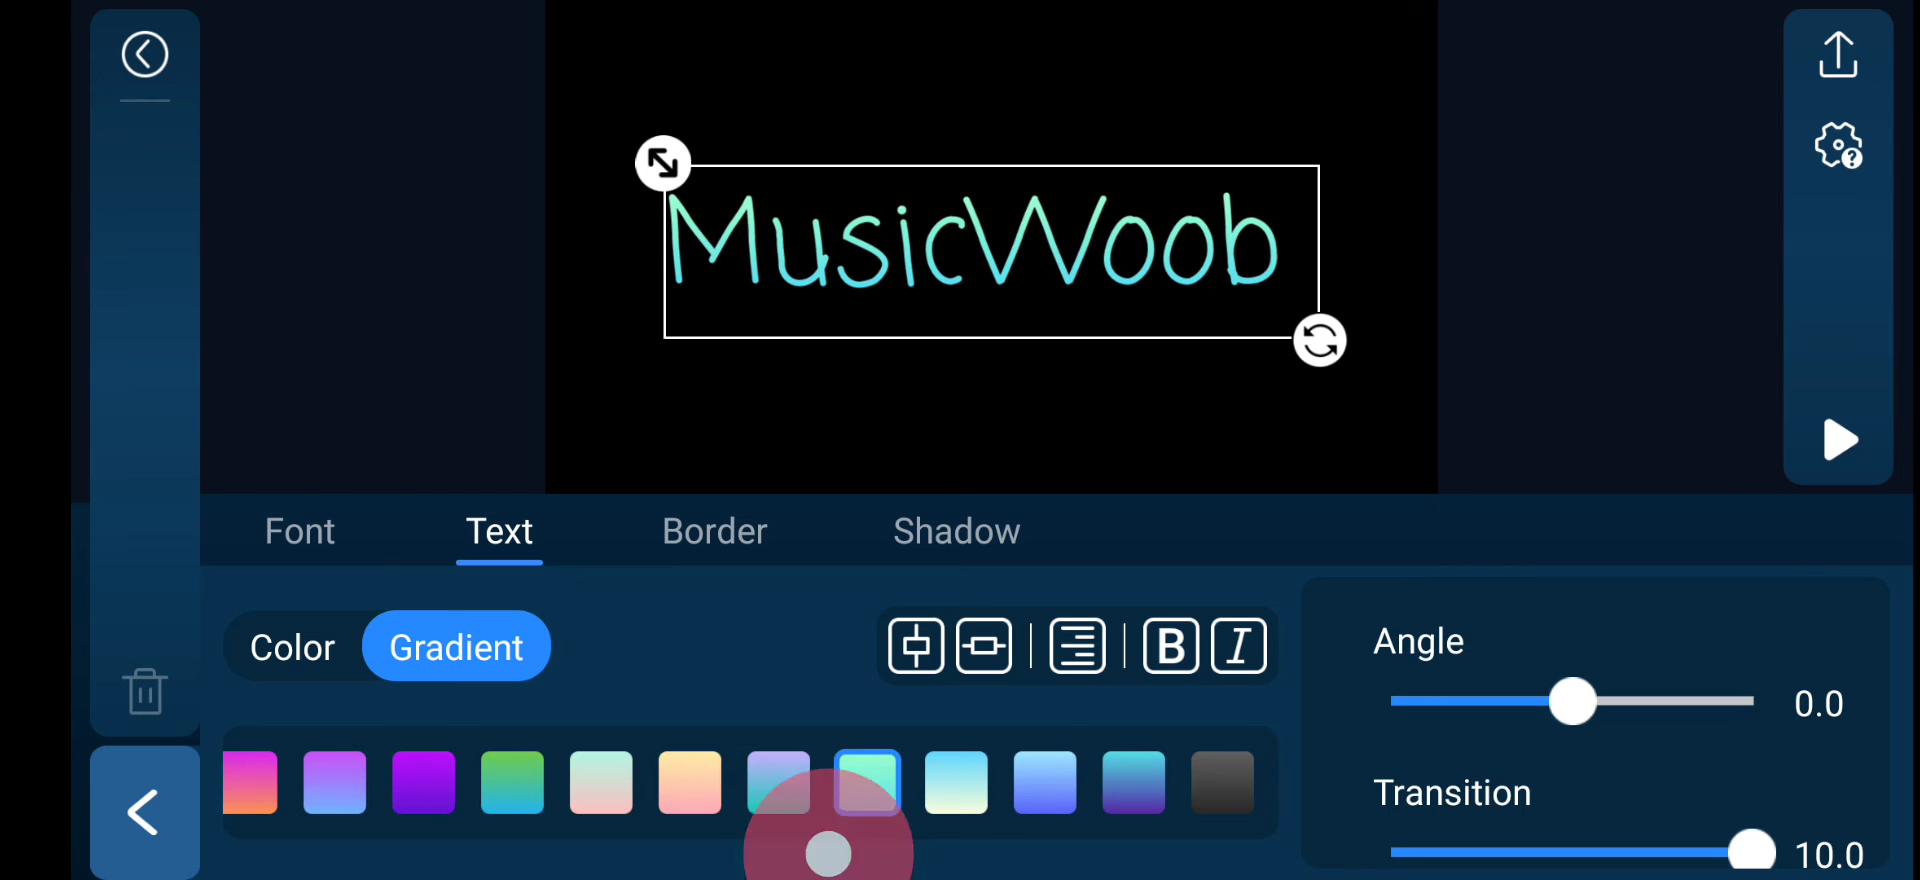 MusicWoob
Font Text Border Shadow
Color Gradient B I
Angle
0.0
Transition
10.0